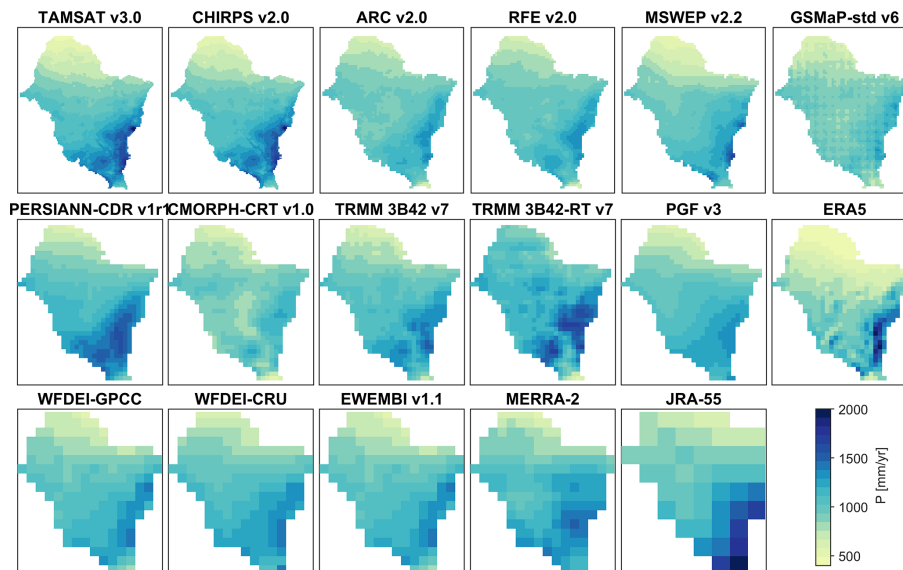 TAMSAT v3.0 CHIRPS v2.0 ARC v2.0 RFE v2.0 MSWEP v2.2 GSMaP-std v6
PERSIANN-CDR v1r1 CMORPH-CRT v1.0 TRMM 3B42 v7 TRMM 3B42-RT v7 PGF v3 ERA5
WFDEI-GPCC WFDEI-CRU EWEMBI v1.1 MERRA-2 JRA-55
2000
1500
1000
500
P [mm/yr]